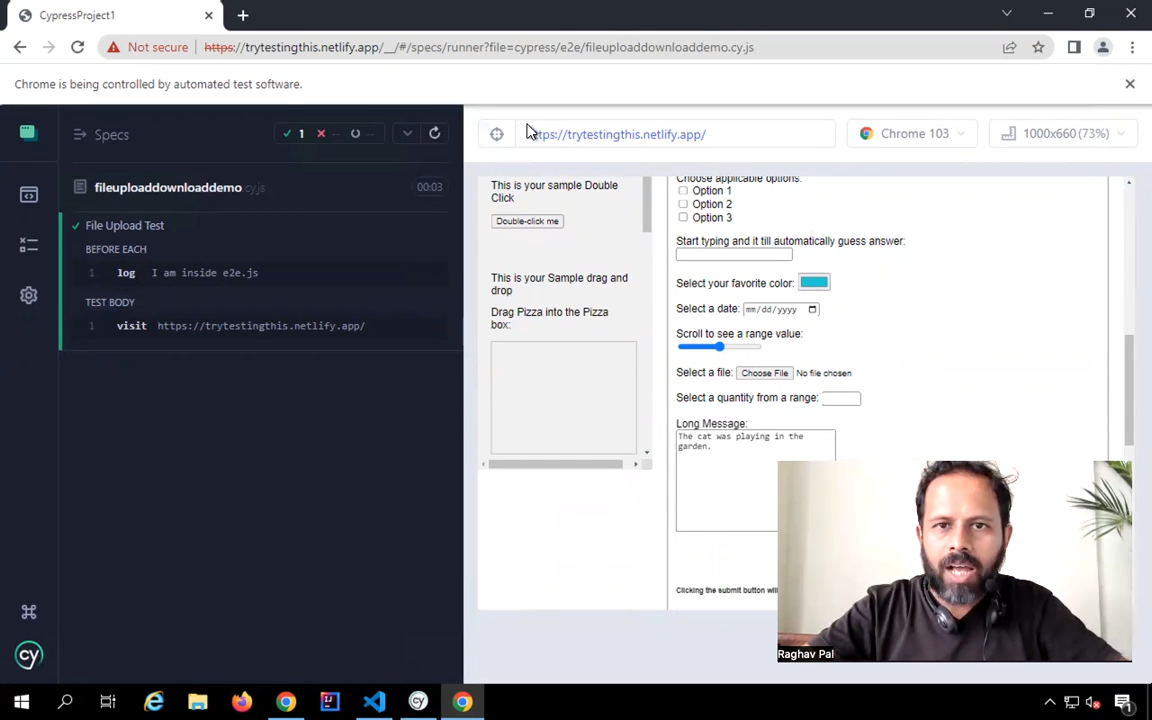 CypressProject1
Not secure https://trytestingthis.netlify.app/__/#/specs/runner?file=cypress/e2e/fileuploaddownloaddemo.cy.js
Chrome is being controlled by automated test software.
Specs
1
fileuploaddownloaddemo.cy.js 00:03
File Upload Test
BEFORE EACH
1 log I am inside e2e.js
TEST BODY
1 visit https://trytestingthis.netlify.app/
https://trytestingthis.netlify.app/
Chrome 103
1000x660 (73%)
This is your sample Double
Click
Double-click me
This is your Sample drag and
drop
Drag Pizza into the Pizza
box:
Choose applicable options:
Option 1
Option 2
Option 3
Start typing and it till automatically guess answer:
Select your favorite color:
Select a date: mm/dd/yyyy
Scroll to see a range value:
Select a file: Choose File No file chosen
Select a quantity from a range:
Long Message:
The cat was playing in the
garden.
Clicking the submit button will
Raghav Pal
cy
cy
1